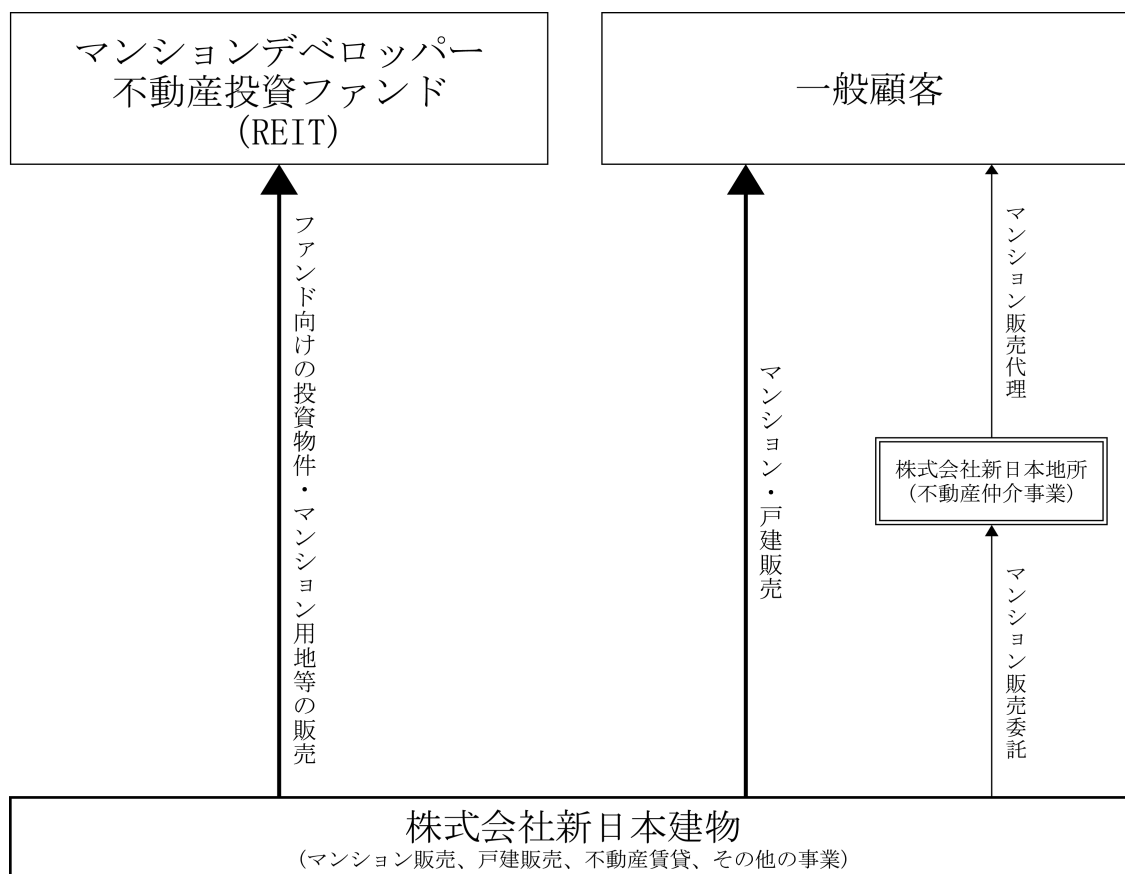 マンションデベロッパー
不動産投資ファンド
(REIT)
一般顧客
ファンド向けの投資物件・マンション用地等の販売
マンション・戸建販売
マンション販売代理
株式会社新日本地所
(不動産仲介事業)
マンション販売委託
株式会社新日本建物
(マンション販売、戸建販売、不動産賃貸、その他の事業)